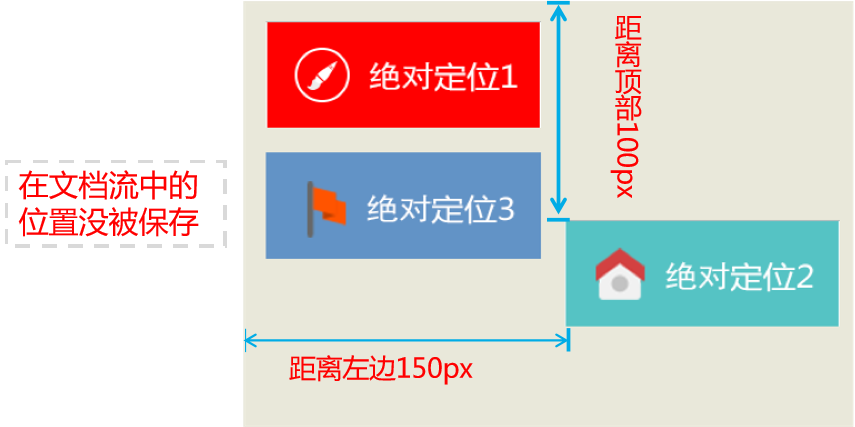 绝对定位1
距离顶部100px
在文档流中的
位置没被保存
绝对定位3
绝对定位2
距离左边150px